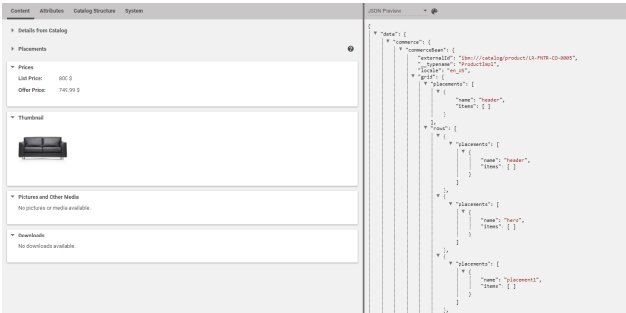 Content Attributes Catalog Structure System
Details from Catalog
Placements
Prices
List Price: 800 $
Offer Price: 749,99 $
Thumbnail
Pictures and Other Media
No pictures or media available.
Downloads
No downloads available.
JSON Preview
{
"data": {
"commerce": {
"commerceBean": {
"externalId": "ibm:///catalog/product/LR-FNTR-CO-0005",
"__typename": "ProductImpl",
"locale": "en_US",
"grid": {
"placements": [
{
"name": "header",
"items": [ ]
}
],
"rows": [
{
"placements": [
{
"name": "header",
"items": [ ]
}
]
},
{
"placements": [
{
"name": "hero",
"items": [ ]
}
]
},
{
"placements": [
{
"name": "placement1",
"items": [ ]
}
]
},